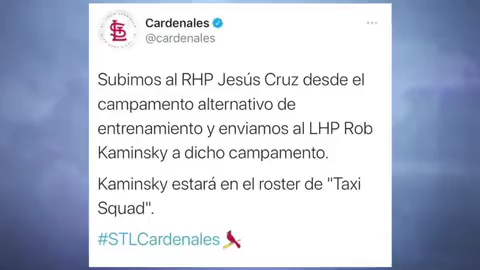 Cardenales
@cardenales
Subimos al RHP Jesús Cruz desde el
campamento alternativo de
entrenamiento y enviamos al LHP Rob
Kaminsky a dicho campamento.
Kaminsky estará en el roster de "Taxi
Squad".
#STLCardenales